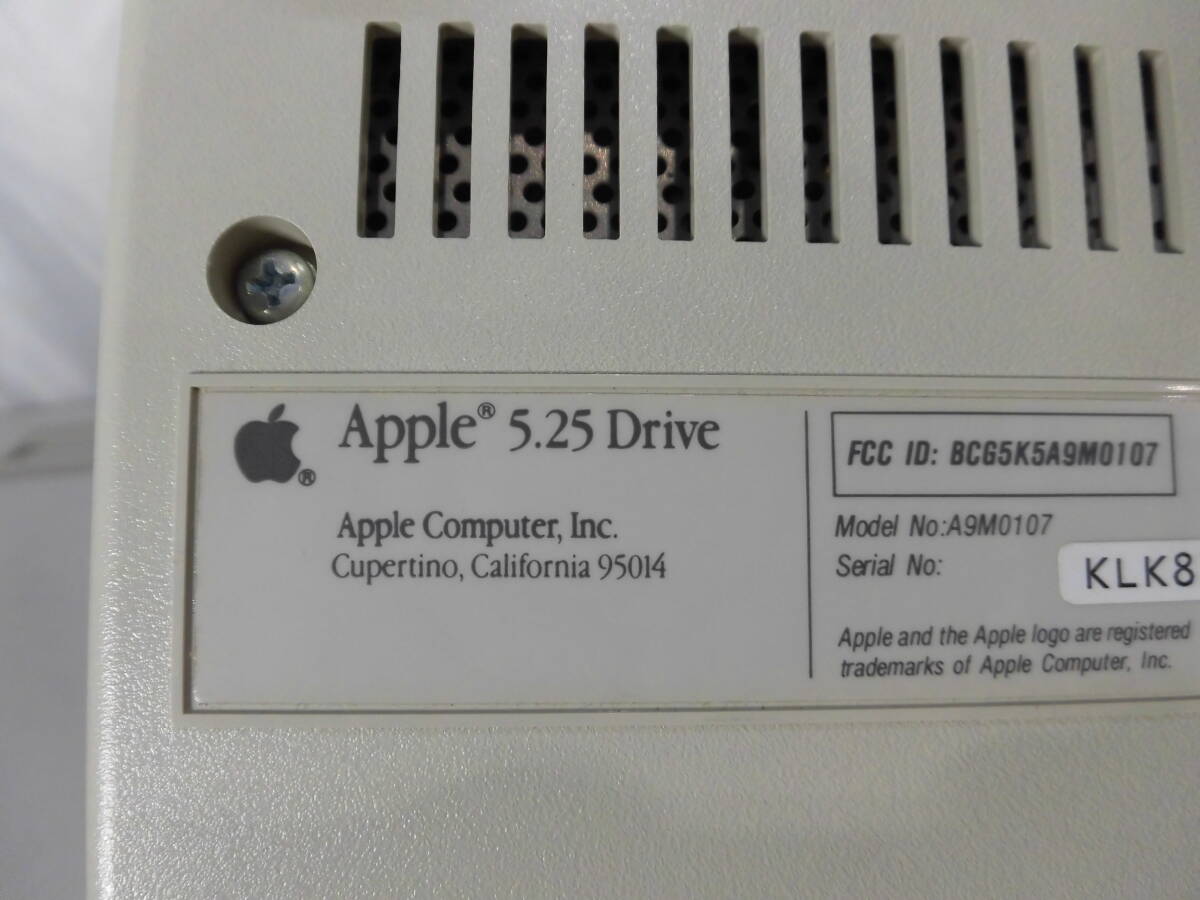 Apple® 5.25 Drive
®
Apple Computer, Inc.
Cupertino, California 95014
FCC ID: BCG5K5A9M0107
Model No:A9M0107
Serial No: KLK8
Apple and the Apple logo are registered
trademarks of Apple Computer, Inc.